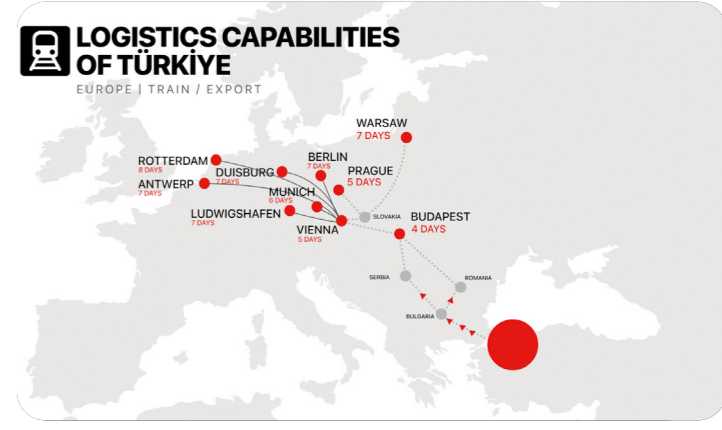 LOGISTICS CAPABILITIES
OF TÜRKİYE
EUROPE | TRAIN / EXPORT
WARSAW
7 DAYS
BERLIN
7 DAYS
ROTTERDAM
8 DAYS
DUISBURG
7 DAYS
PRAGUE
5 DAYS
ANTWERP
7 DAYS
MUNICH
6 DAYS
LUDWIGSHAFEN
7 DAYS
SLOVAKIA
BUDAPEST
4 DAYS
VIENNA
5 DAYS
SERBIA
ROMANIA
BULGARIA